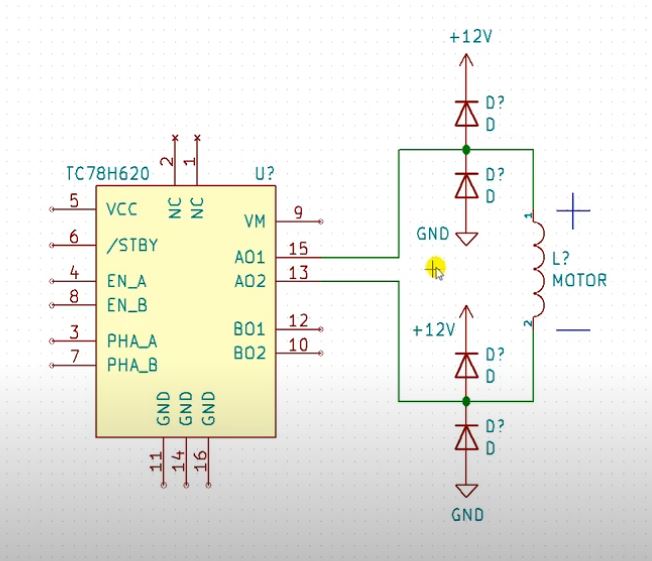 +12V
D?
D
2
1
TC78H620
U?
D?
D
5
VCC
NC
NC
VM
9
GND
1
6
/STBY
AO1
15
L?
MOTOR
4
EN_A
AO2
13
8
EN_B
+12V
2
3
PHA_A
BO1
12
D?
D
7
PHA_B
BO2
10
GND
GND
GND
D?
D
11
14
16
GND